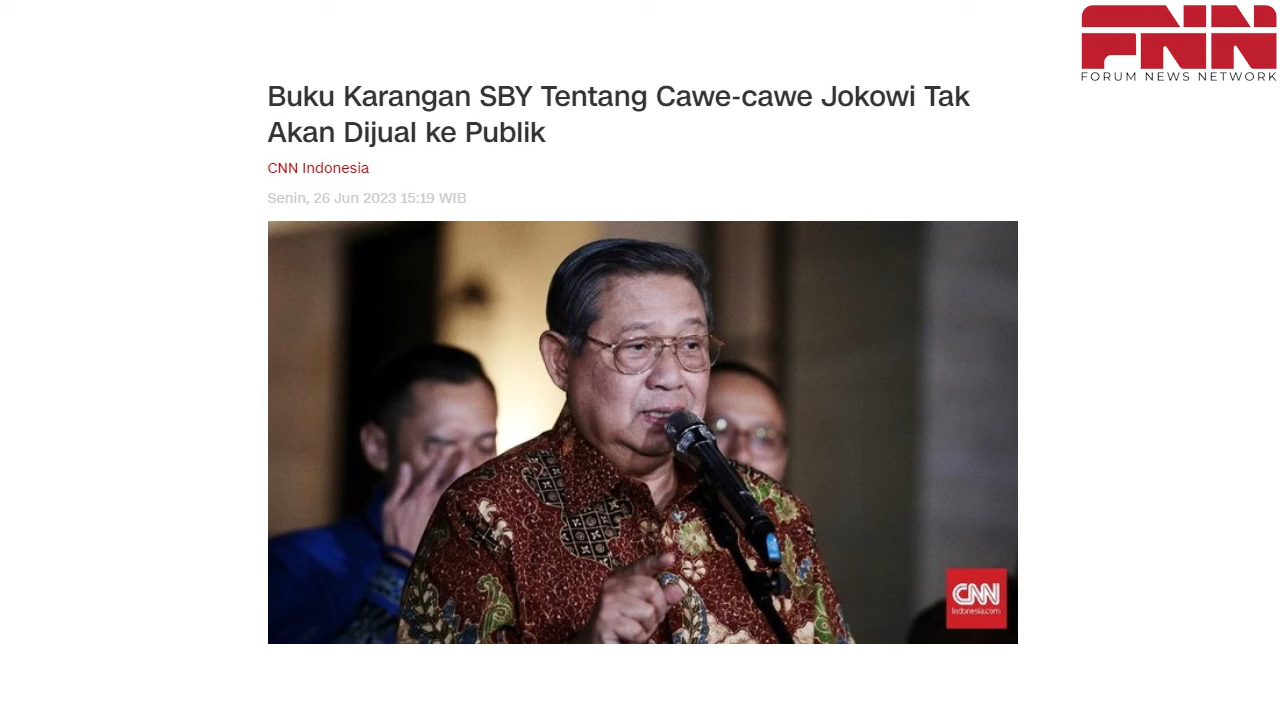 FNN
FORUM NEWS NETWORK
Buku Karangan SBY Tentang Cawe-cawe Jokowi Tak
Akan Dijual ke Publik
CNN Indonesia
Senin, 26 Jun 2023 15:19 WIB
CNN
Indonesia.com